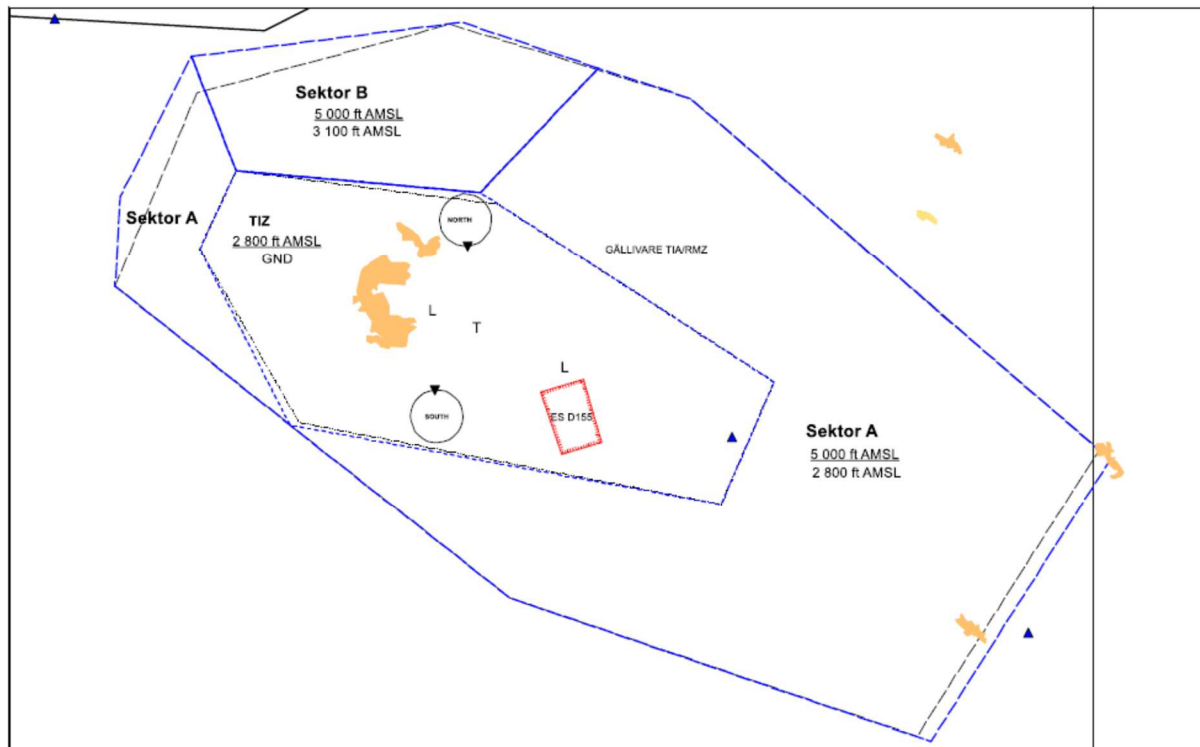 Sektor B
5 000 ft AMSL
3 100 ft AMSL
Sektor A
TIZ
2 800 ft AMSL
GND
NORTH
GÄLLIVARE TIA/RMZ
L
T
L
SOUTH
ES D155
Sektor A
5 000 ft AMSL
2 800 ft AMSL